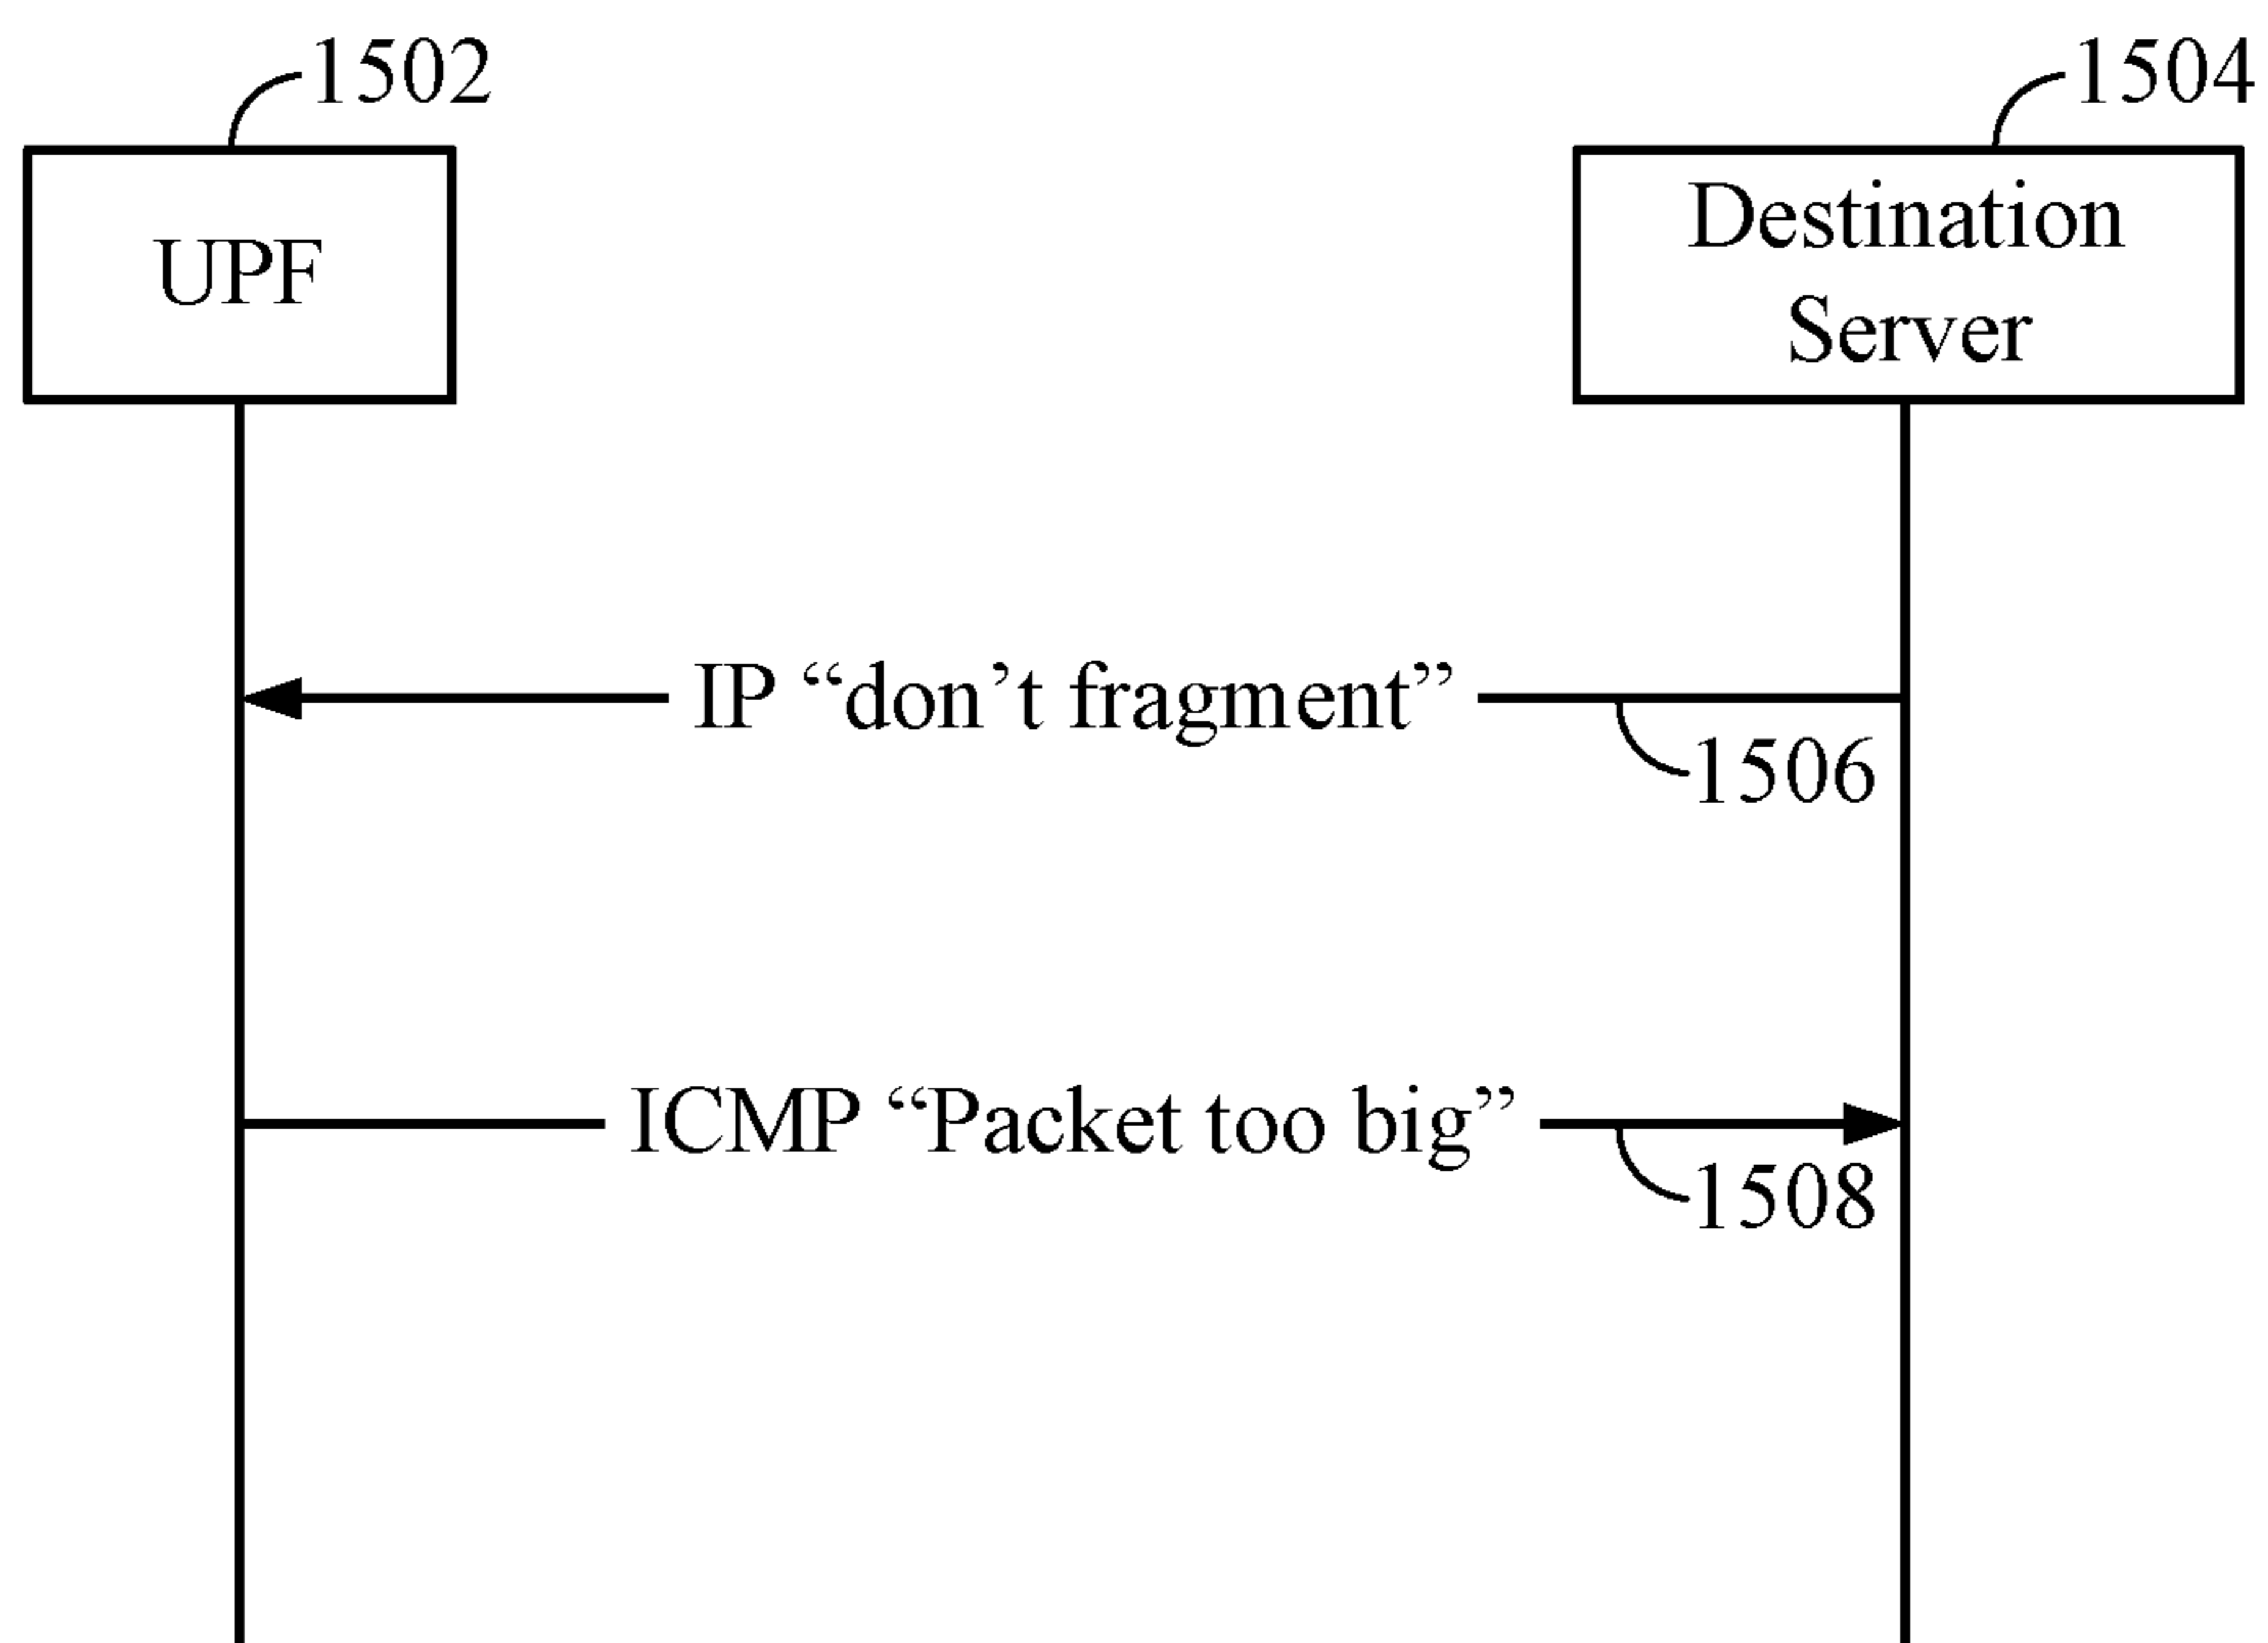 1502
1504
UPF
Destination
Server
IP “don’t fragment”
1506
ICMP “Packet too big”
1508